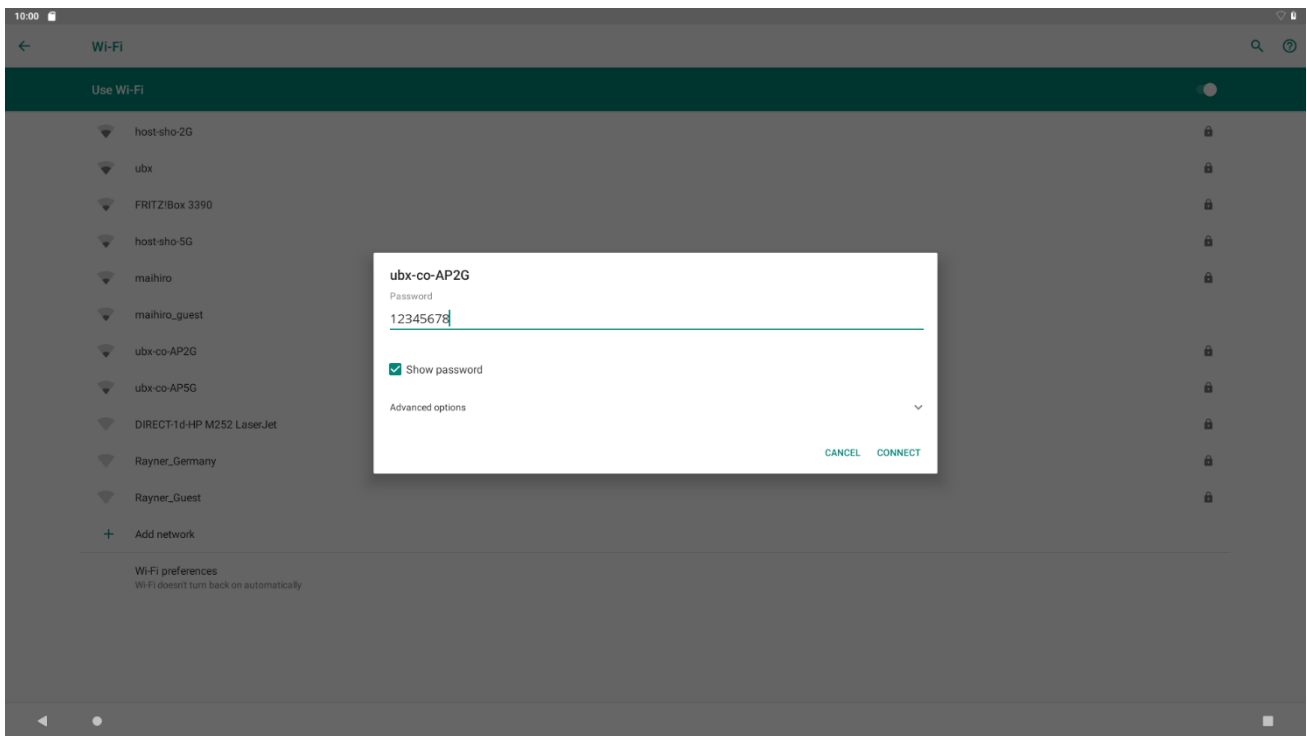 10:00
Wi-Fi
Use Wi-Fi
host-sho-2G
ubx
FRITZ!Box 3390
host-sho-5G
maihiro
maihiro_guest
ubx-co-AP2G
ubx-co-AP5G
DIRECT-1d-HP M252 LaserJet
Rayner_Germany
Rayner_Guest
Add network
Wi-Fi preferences
Wi-Fi doesn't turn back on automatically
ubx-co-AP2G
Password
12345678
Show password
Advanced options
CANCEL CONNECT